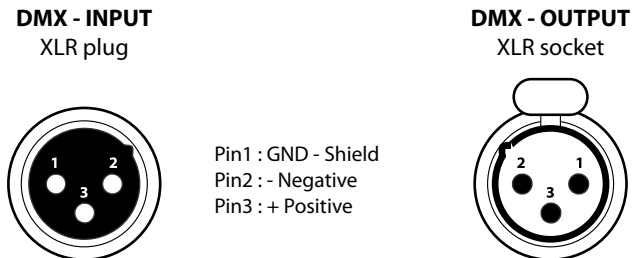 DMX - INPUT
XLR plug
DMX - OUTPUT
XLR socket
1 2
3
Pin1 : GND - Shield
Pin2 : - Negative
Pin3 : + Positive
2 1
3